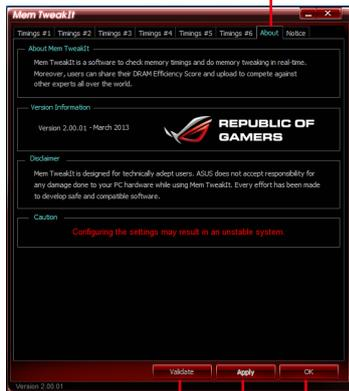 Mem TweakIt
Timings #1 Timings #2 Timings #3 Timings #4 Timings #5 Timings #6 About Notice
About Mem TweakIt
Mem TweakIt is a software to check memory timings and do memory tweaking in real-time.
Moreover, users can share their DRAM Efficiency Score and upload to compete against
other experts all over the world.
Version Information
Version 2.00.01 - March 2013
REPUBLIC OF
GAMERS
Disclaimer
Mem TweakIt is designed for technically adept users. ASUS does not accept responsibility for
any damage done to your PC hardware while using Mem TweakIt. Every effort has been made
to develop safe and compatible software.
Caution
Configuring the settings may result in an unstable system.
Validate Apply OK
Version 2.00.01